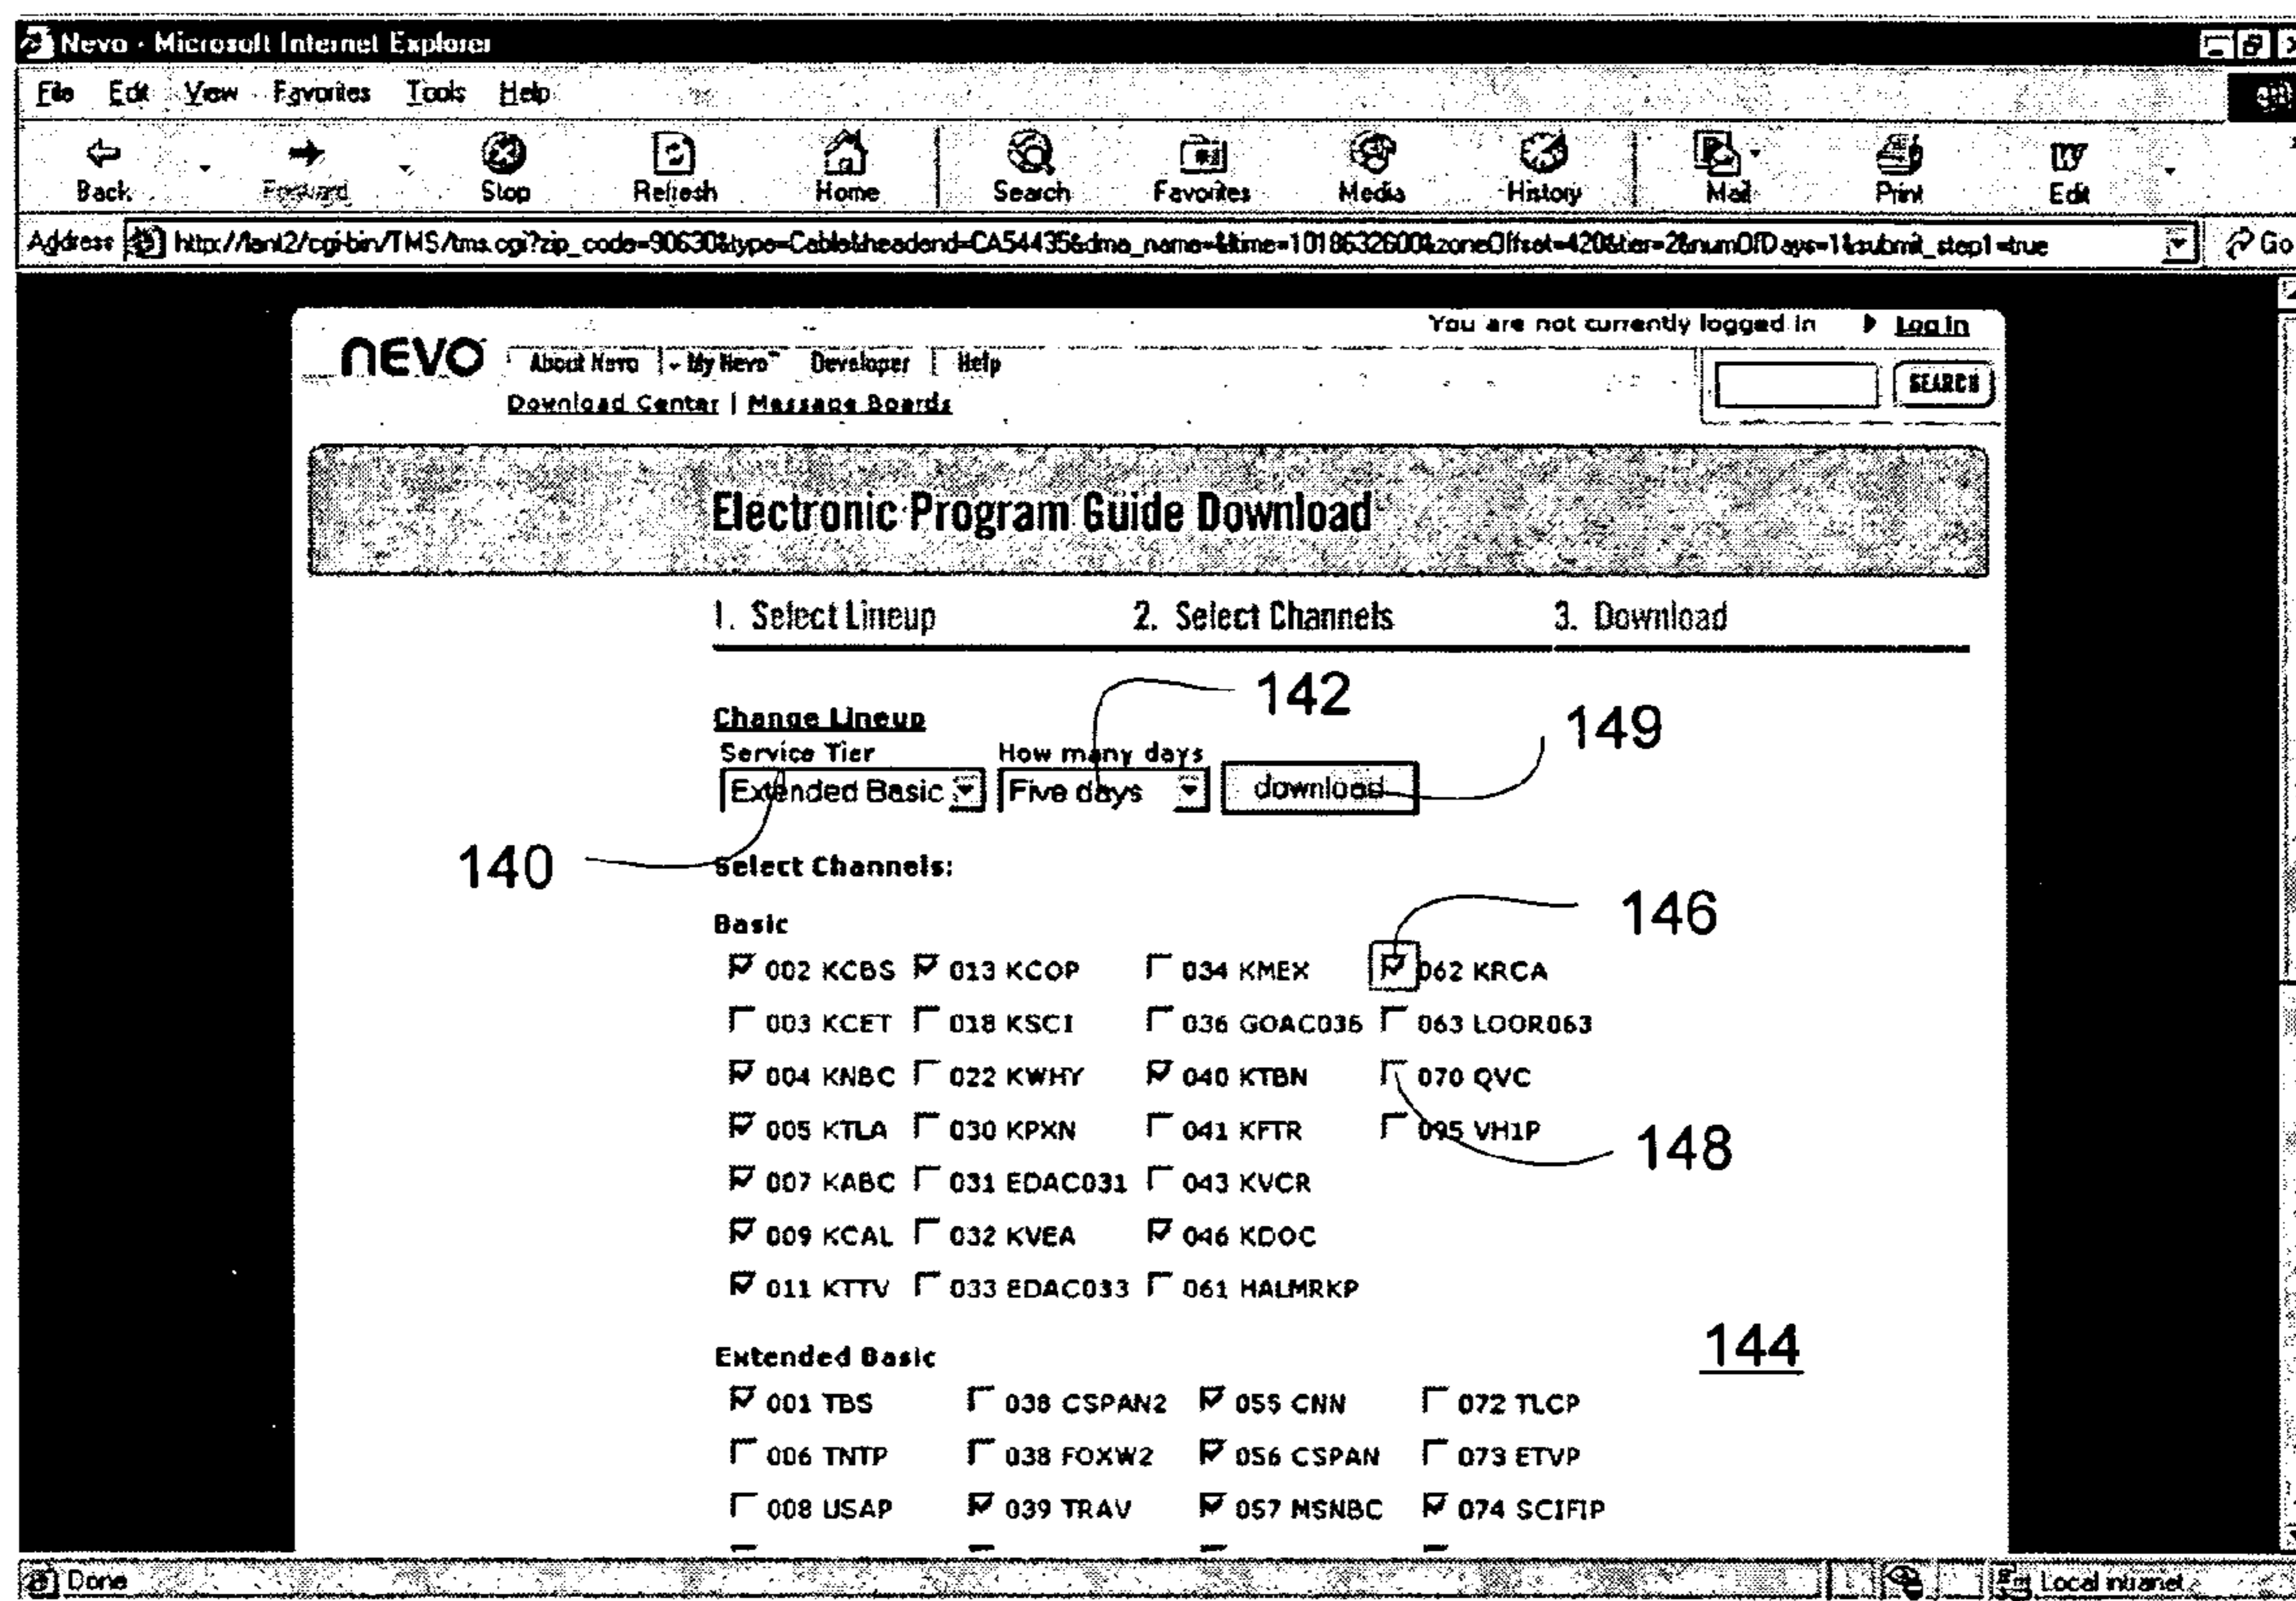 Nevo - Microsoft Internet Explorer
File Edit View Favorites Tools Help
Back Forward Stop Refresh Home Search Favorites Media History Mail Print Edit
Address http://lant2/cgi-bin/TMS/tms.cgi?zip_code=90630&type=Cable&headend=CA54435&dma_name=&time=1018632600&zoneOffset=420&tier=2&numOfDays=1&submit_step1=true Go
You are not currently logged in Log in
NEVO About Nevo My Nevo™ Developer | Help
SEARCH
Download Center | Message Boards
Electronic Program Guide Download
1. Select Lineup 2. Select Channels 3. Download
142
149
Change Lineup
Service Tier How many days
Extended Basic Five days download
140
Select Channels:
146
Basic
002 KCBS 013 KCOP 034 KMEX 062 KRCA
003 KCET 018 KSCI 036 GOAC036 063 LOOR063
004 KNBC 022 KWHY 040 KTBN 070 QVC
005 KTLA 030 KPXN 041 KFTR 095 VH1P
148
007 KABC 031 EDAC031 043 KVCR
009 KCAL 032 KVEA 046 KDOC
011 KTTV 033 EDAC033 061 HALMRKP
144
Extended Basic
001 TBS 038 CSPAN2 055 CNN 072 TLCP
006 TNTP 038 FOXW2 056 CSPAN 073 ETVP
008 USAP 039 TRAV 057 MSNBC 074 SCIFIP
Done Local intranet